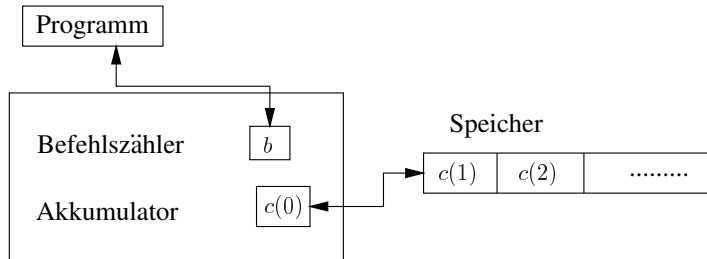 Programm
Befehlszähler b
Speicher
c(1) c(2) .........
Akkumulator c(0)